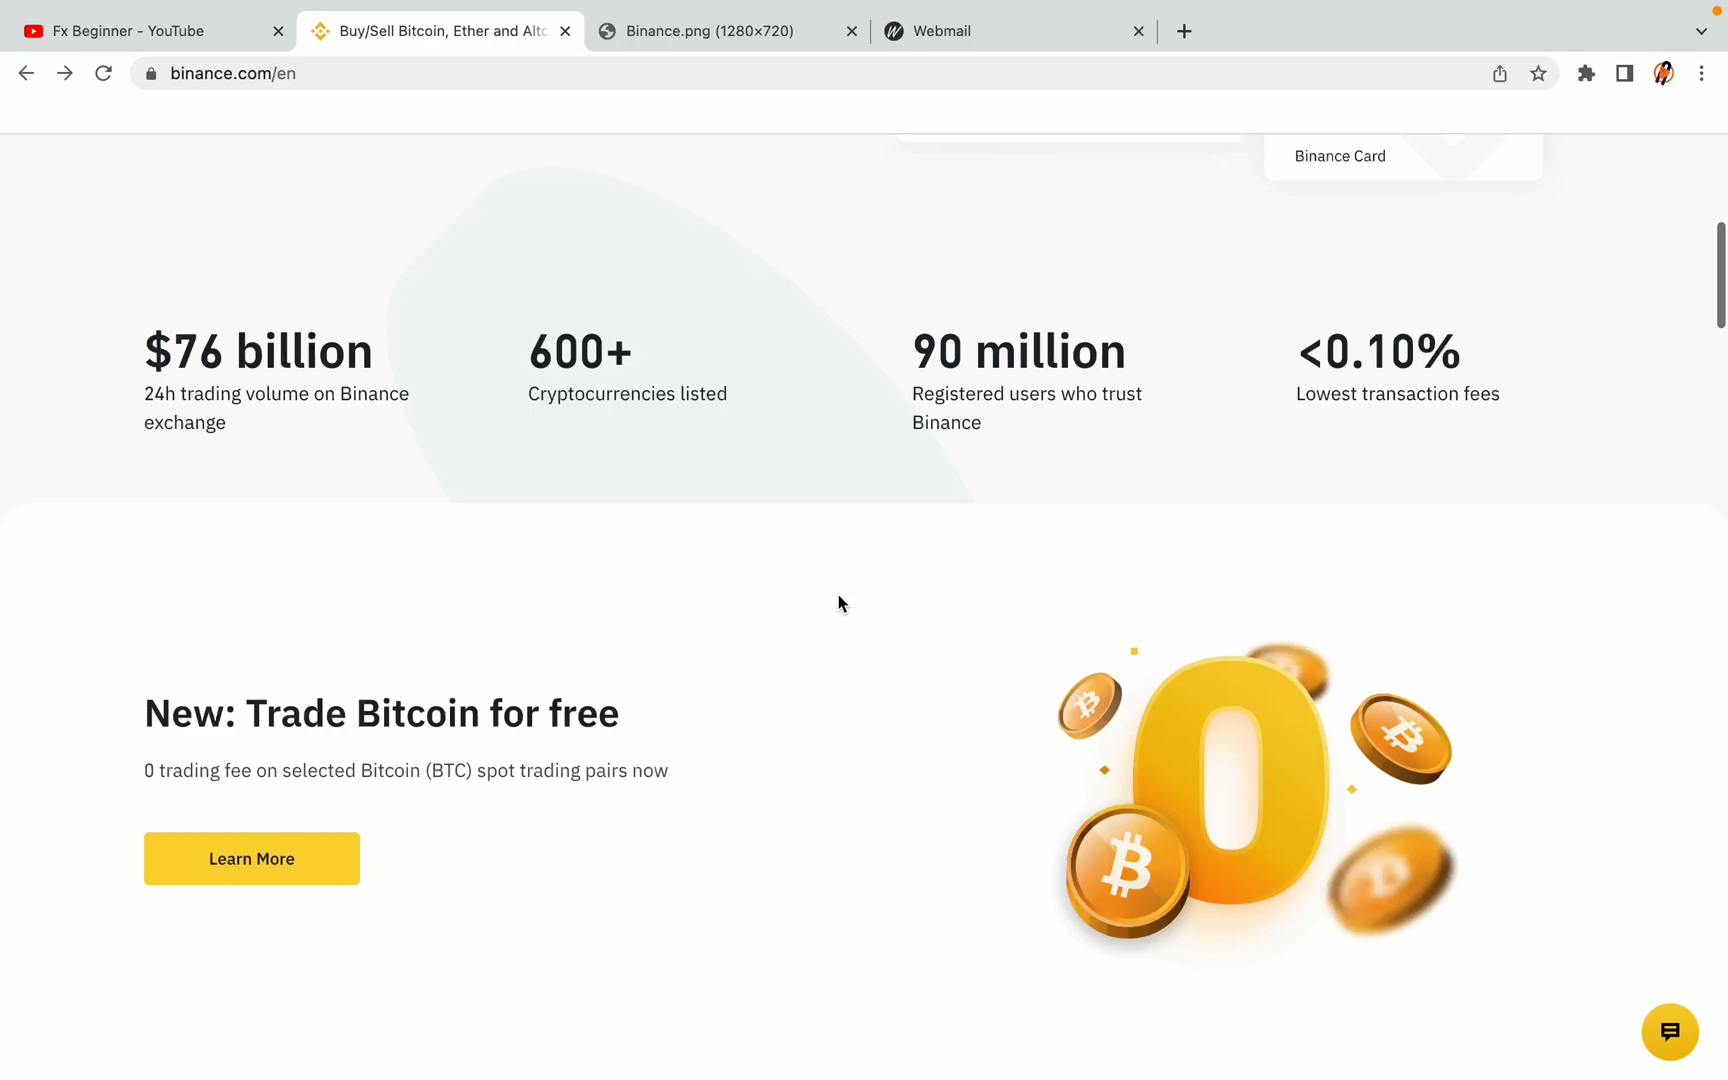 Fx Beginner - YouTube
Buy/Sell Bitcoin, Ether and Altc
Binance.png (1280×720)
Webmail
binance.com/en
Binance Card
$76 billion
24h trading volume on Binance
exchange
600+
Cryptocurrencies listed
90 million
Registered users who trust
Binance
<0.10%
Lowest transaction fees
New: Trade Bitcoin for free
0 trading fee on selected Bitcoin (BTC) spot trading pairs now
Learn More
0